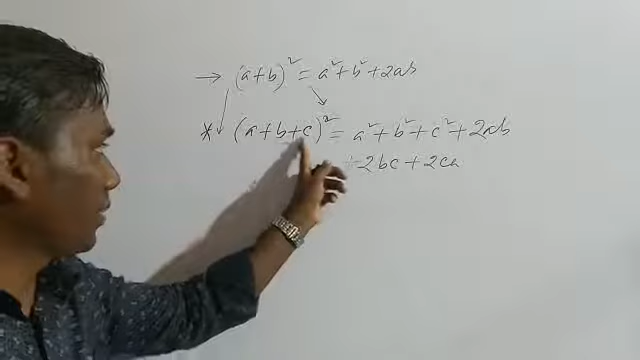 → (a+b)² = a²+b²+2ab
* (a+b+c)² = a²+b²+c²+2ab
+2bc+2ca